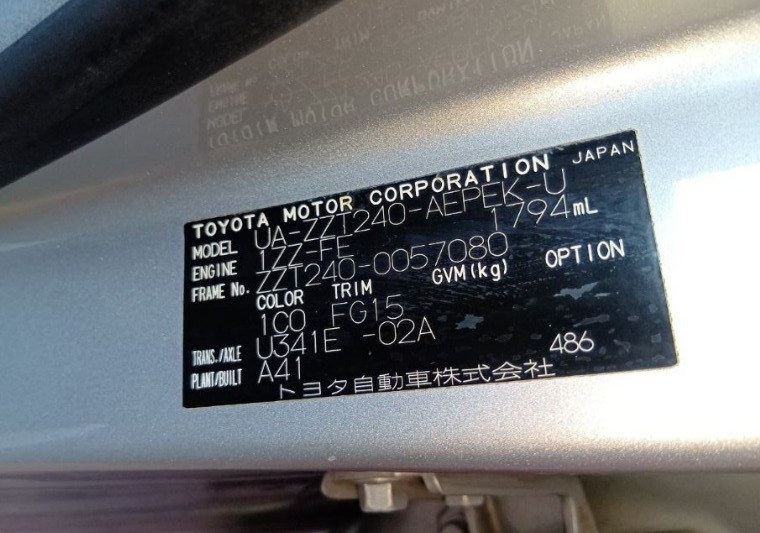 TOYOTA MOTOR CORPORATION JAPAN
MODEL UA-ZZT240-AEPEK-U
ENGINE 1ZZ-FE 1794mL
FRAME No. ZZT240-0057080
COLOR TRIM GVM(kg) OPTION
1C0 FG15
TRANS./AXLE U341E -02A
PLANT/BUILT A41 486
トヨタ自動車株式会社